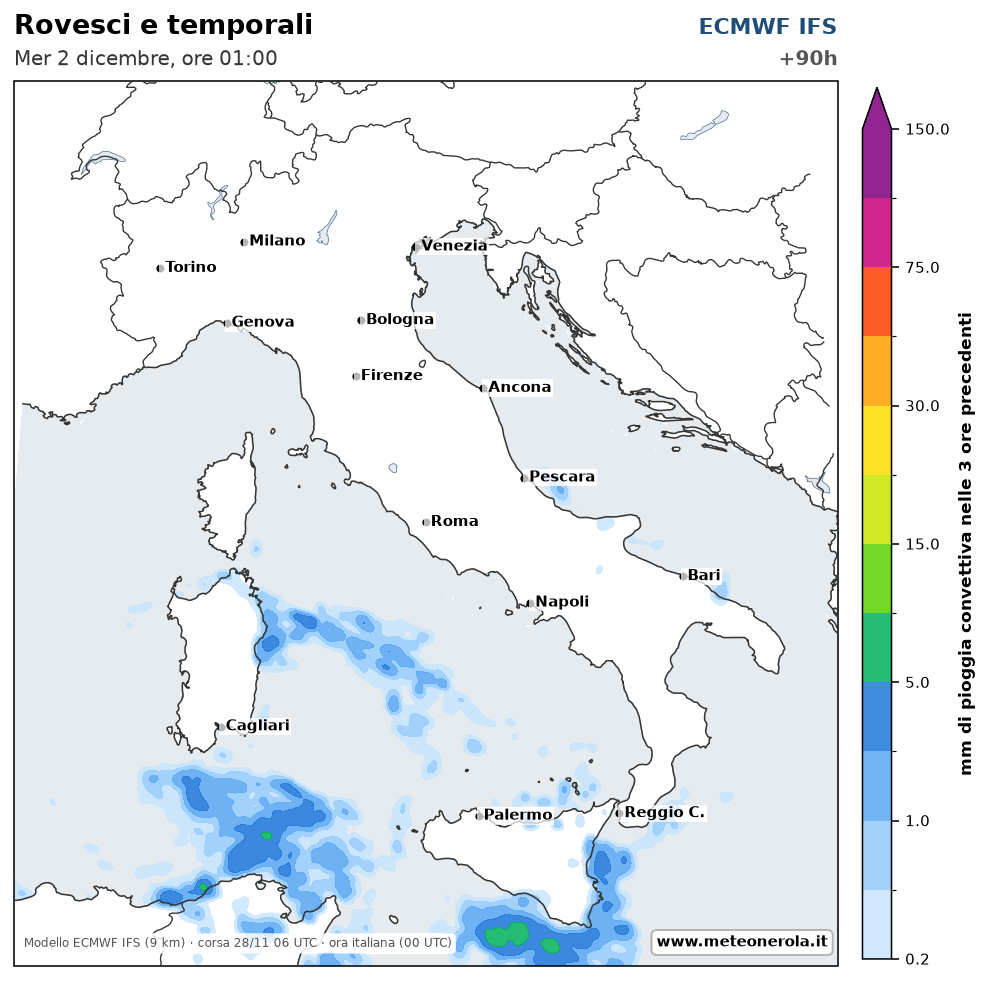 Rovesci e temporali
ECMWF IFS
Mer 2 dicembre, ore 01:00
+90h
Milano
Venezia
Torino
Genova
Bologna
Firenze
Ancona
Pescara
Roma
Bari
Napoli
Cagliari
Palermo
Reggio C.
150.0
75.0
30.0
15.0
5.0
1.0
0.2
mm di pioggia convettiva nelle 3 ore precedenti
Modello ECMWF IFS (9 km) · corsa 28/11 06 UTC · ora italiana (00 UTC)
www.meteonerola.it